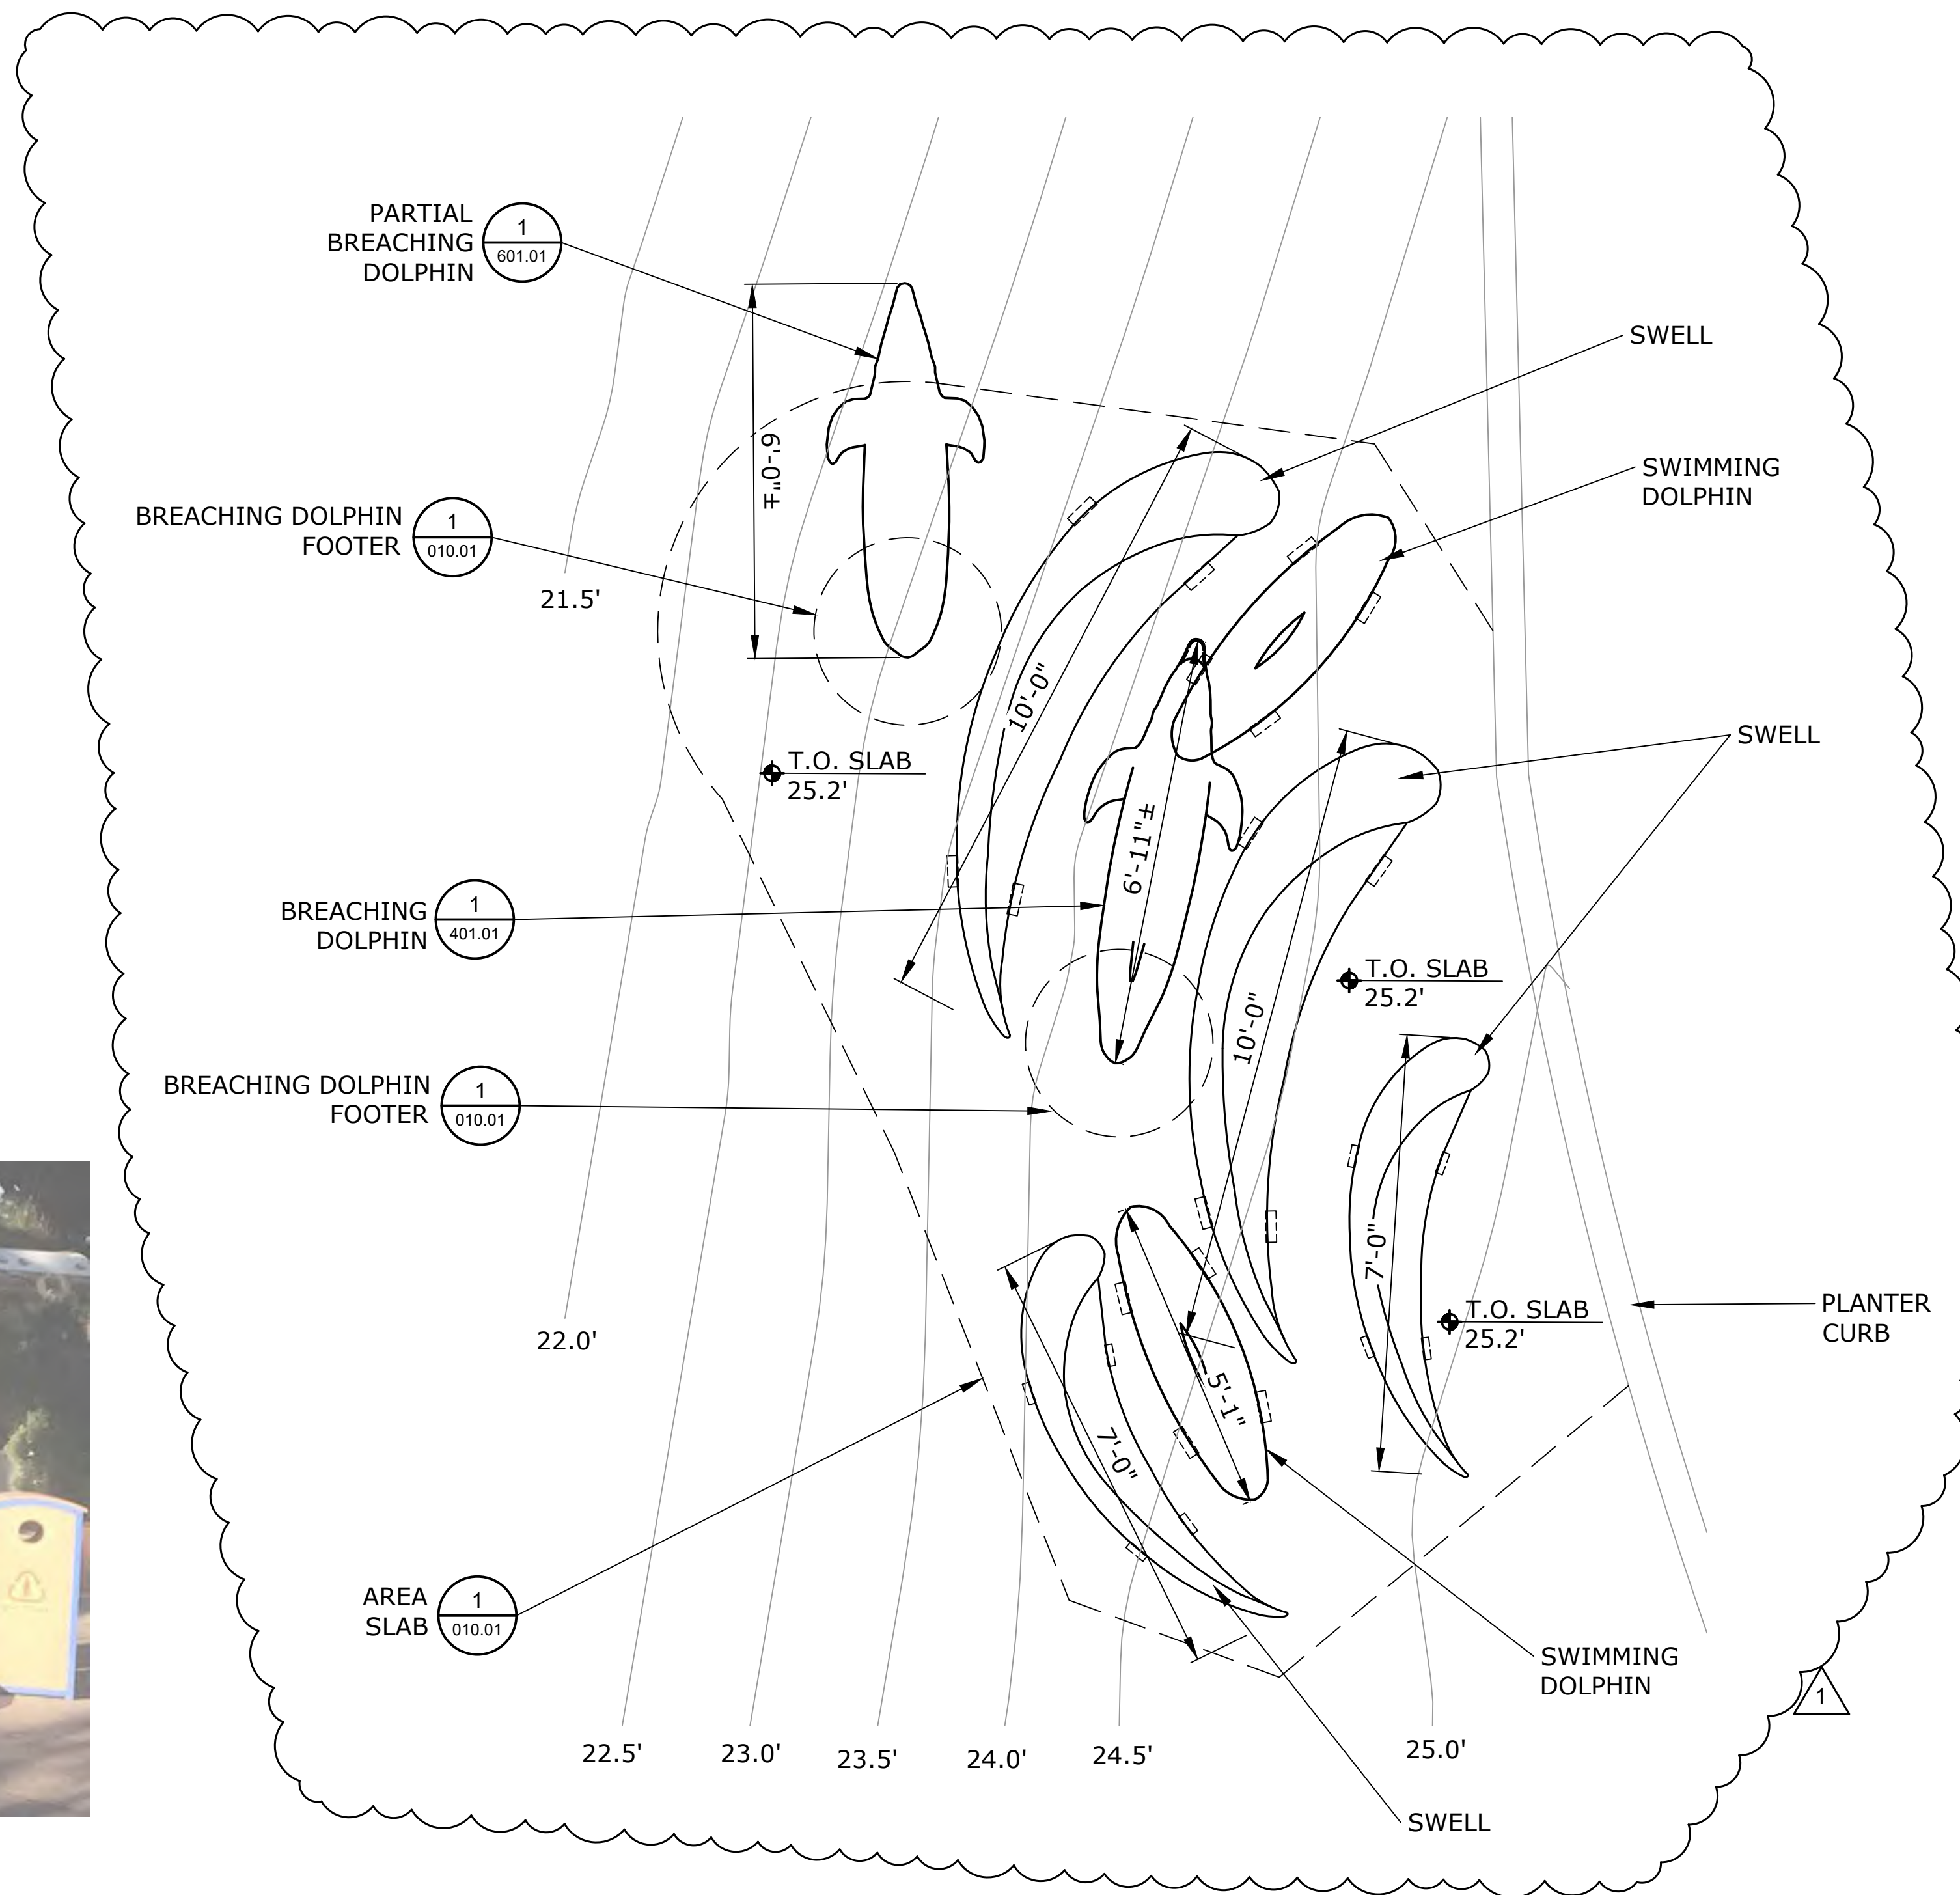 PARTIAL
BREACHING
DOLPHIN
1
601.01
SWELL
6'-0"±
SWIMMING
DOLPHIN
BREACHING DOLPHIN
FOOTER
1
010.01
21.5'
10'-0"
SWELL
T.O. SLAB
25.2'
6'-11"±
BREACHING
DOLPHIN
1
401.01
T.O. SLAB
25.2'
10'-0"
BREACHING DOLPHIN
FOOTER
1
010.01
7'-0"
T.O. SLAB
25.2'
PLANTER
CURB
22.0'
5'-1"
7'-0"
AREA
SLAB
1
010.01
SWIMMING
DOLPHIN
1
22.5'
23.0'
23.5'
24.0'
24.5'
25.0'
SWELL